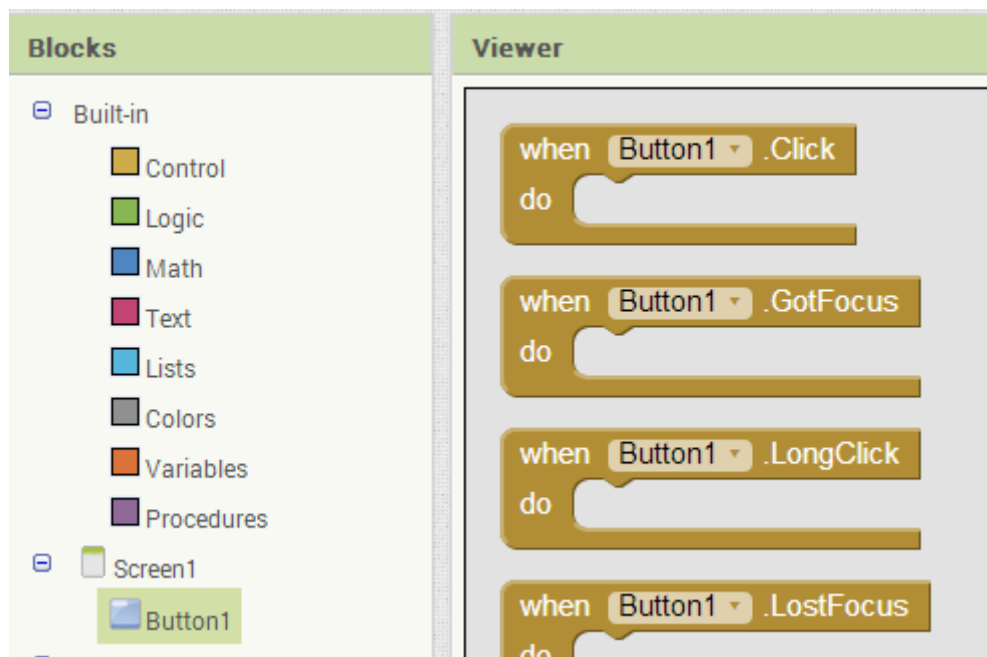 Blocks
Built-in
Control
Logic
Math
Text
Lists
Colors
Variables
Procedures
Screen1
Button1
Viewer
when Button1 .Click
do
when Button1 .GotFocus
do
when Button1 .LongClick
do
when Button1 .LostFocus
do